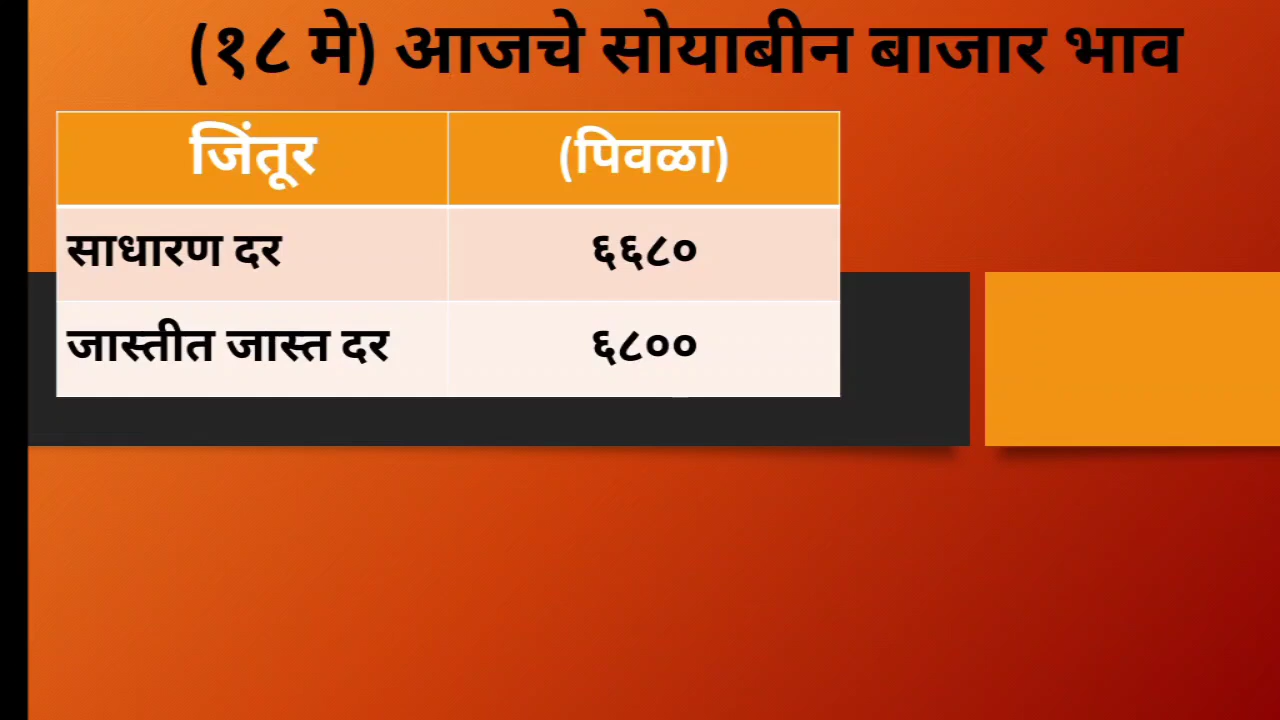 (१८ मे) आजचे सोयाबीन बाजार भाव
जिंतूर (पिवळा)
साधारण दर ६६८०
जास्तीत जास्त दर ६८००